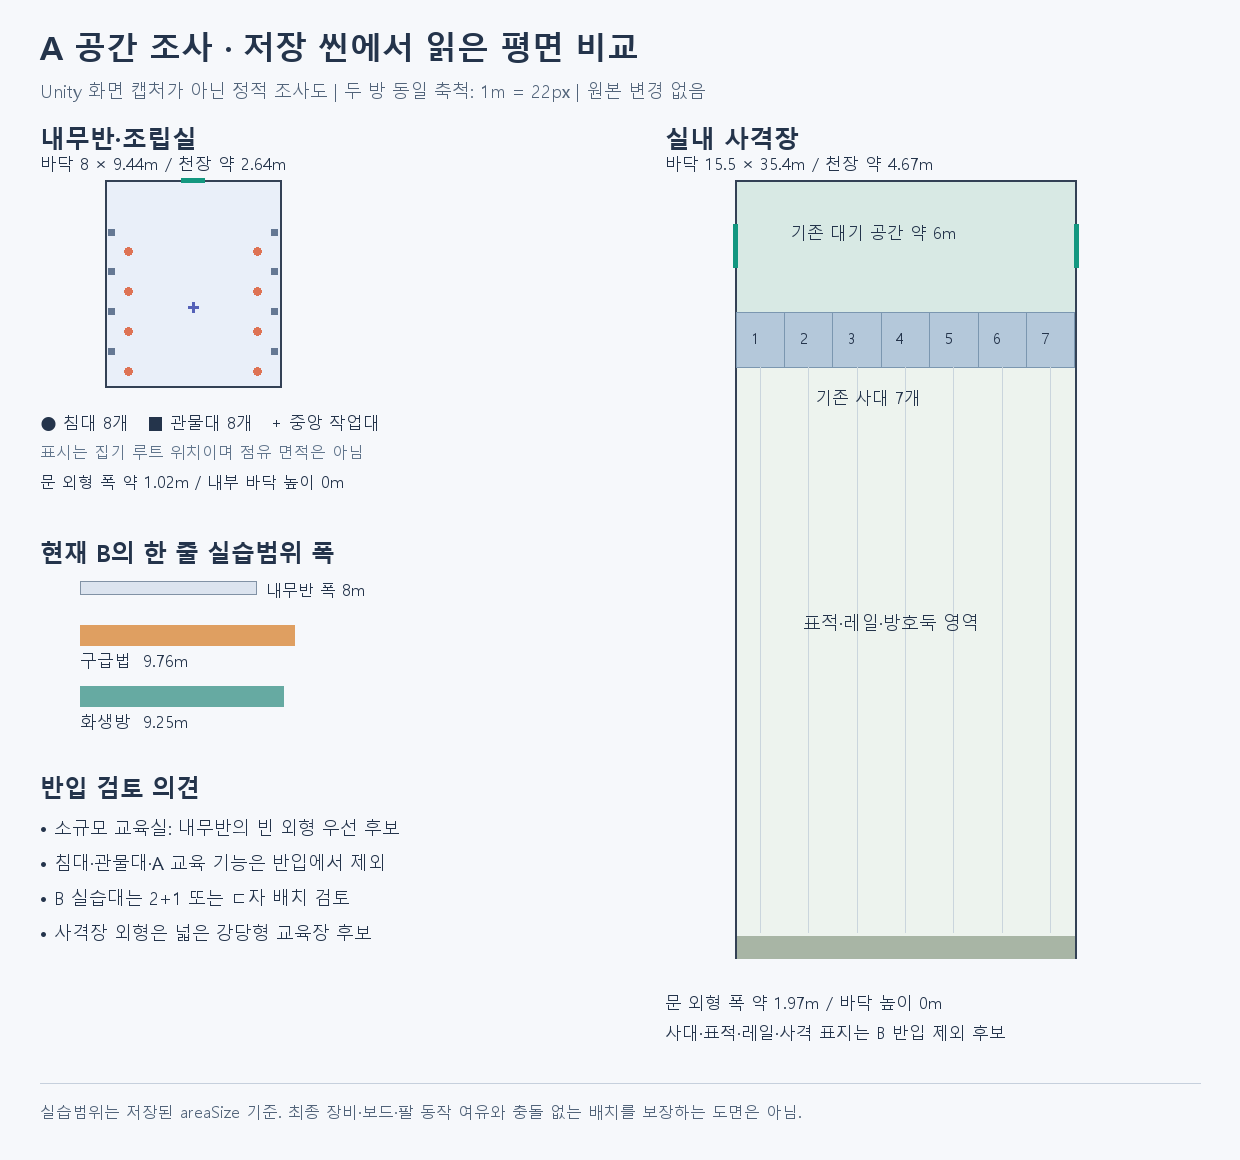 A 공간 조사 · 저장 씬에서 읽은 평면 비교
Unity 화면 캡처가 아닌 정적 조사도 | 두 방 동일 축척: 1m = 22px | 원본 변경 없음
내무반·조립실
바닥 8 × 9.44m / 천장 약 2.64m
● 침대 8개 ■ 관물대 8개 + 중앙 작업대
표시는 집기 루트 위치이며 점유 면적은 아님
문 외형 폭 약 1.02m / 내부 바닥 높이 0m
현재 B의 한 줄 실습범위 폭
내무반 폭 8m
구급법 9.76m
화생방 9.25m
반입 검토 의견
• 소규모 교육실: 내무반의 빈 외형 우선 후보
• 침대·관물대·A 교육 기능은 반입에서 제외
• B 실습대는 2+1 또는 ㄷ자 배치 검토
• 사격장 외형은 넓은 강당형 교육장 후보
실내 사격장
바닥 15.5 × 35.4m / 천장 약 4.67m
기존 대기 공간 약 6m
1 2 3 4 5 6 7
기존 사대 7개
표적·레일·방호둑 영역
문 외형 폭 약 1.97m / 바닥 높이 0m
사대·표적·레일·사격 표지는 B 반입 제외 후보
실습범위는 저장된 areaSize 기준. 최종 장비·보드·팔 동작 여유와 충돌 없는 배치를 보장하는 도면은 아님.